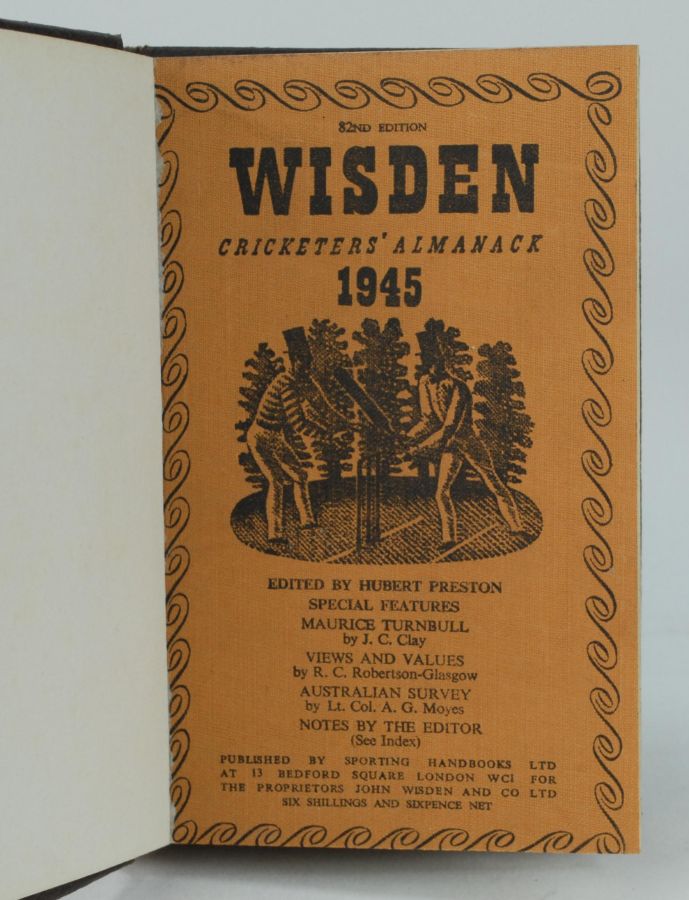 82ND EDITION
WISDEN
CRICKETERS' ALMANACK
1945
EDITED BY HUBERT PRESTON
SPECIAL FEATURES
MAURICE TURNBULL
by J. C. Clay
VIEWS AND VALUES
by R. C. Robertson-Glasgow
AUSTRALIAN SURVEY
by Lt. Col. A. G. Moyes
NOTES BY THE EDITOR
(See Index)
PUBLISHED BY SPORTING HANDBOOKS LTD
AT 13 BEDFORD SQUARE LONDON WC1 FOR
THE PROPRIETORS JOHN WISDEN AND CO LTD
SIX SHILLINGS AND SIXPENCE NET